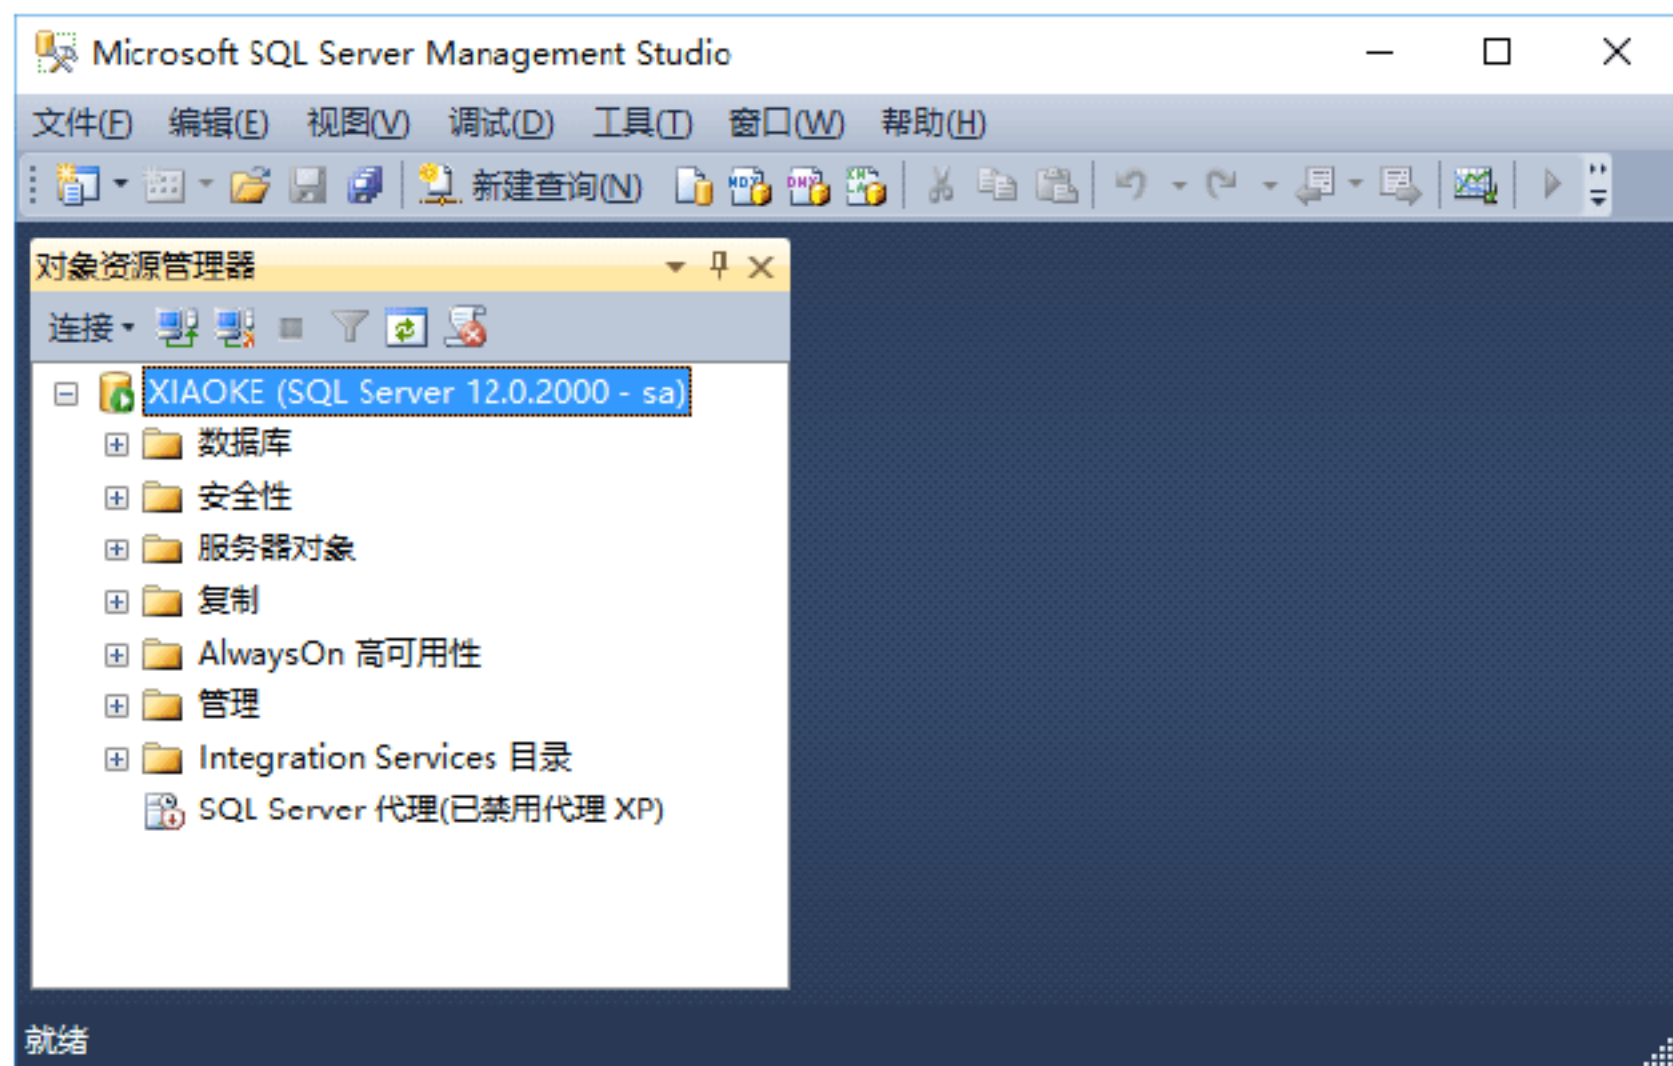 Microsoft SQL Server Management Studio
文件(F) 编辑(E) 视图(V) 调试(D) 工具(T) 窗口(W) 帮助(H)
新建查询(N) MDX DMX XMLA
对象资源管理器
连接
XIAOKE (SQL Server 12.0.2000 - sa)
数据库
安全性
服务器对象
复制
AlwaysOn 高可用性
管理
Integration Services 目录
SQL Server 代理(已禁用代理 XP)
就绪